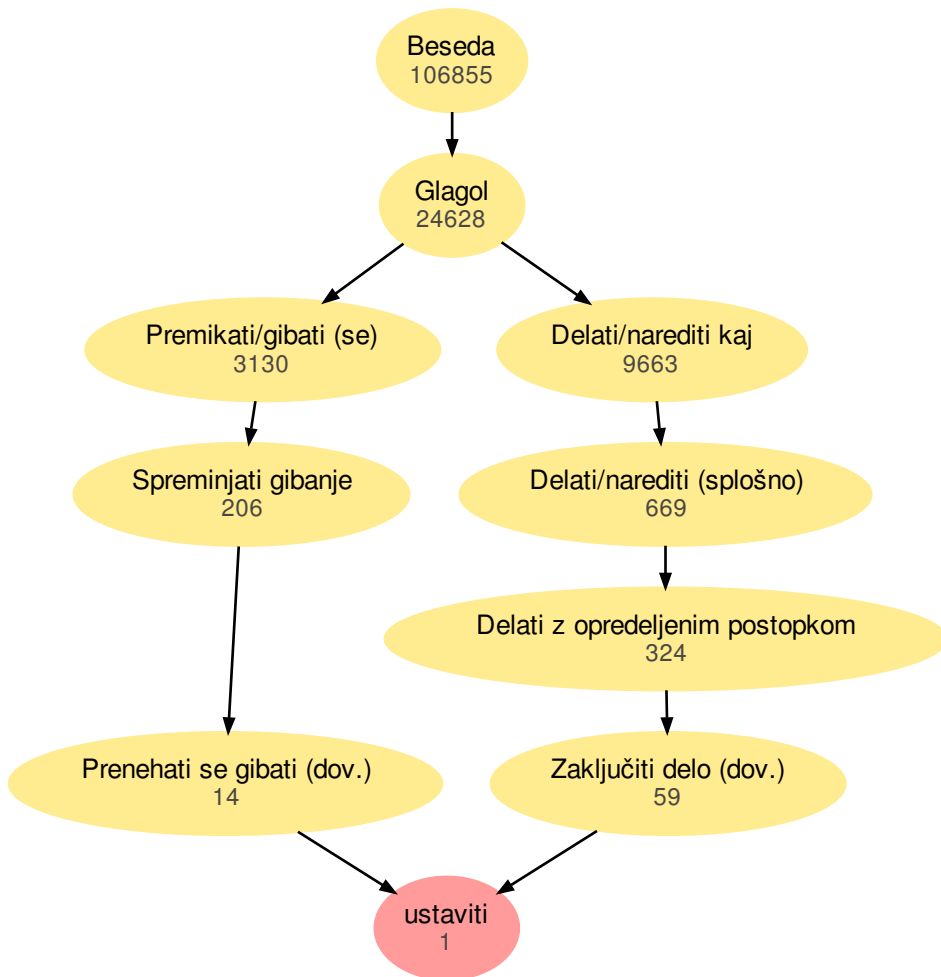 Beseda
106855
Glagol
24628
Premikati/gibati (se)
3130
Delati/narediti kaj
9663
Spreminjati gibanje
206
Delati/narediti (splošno)
669
Delati z opredeljenim postopkom
324
Prenehati se gibati (dov.)
14
Zaključiti delo (dov.)
59
ustaviti
1